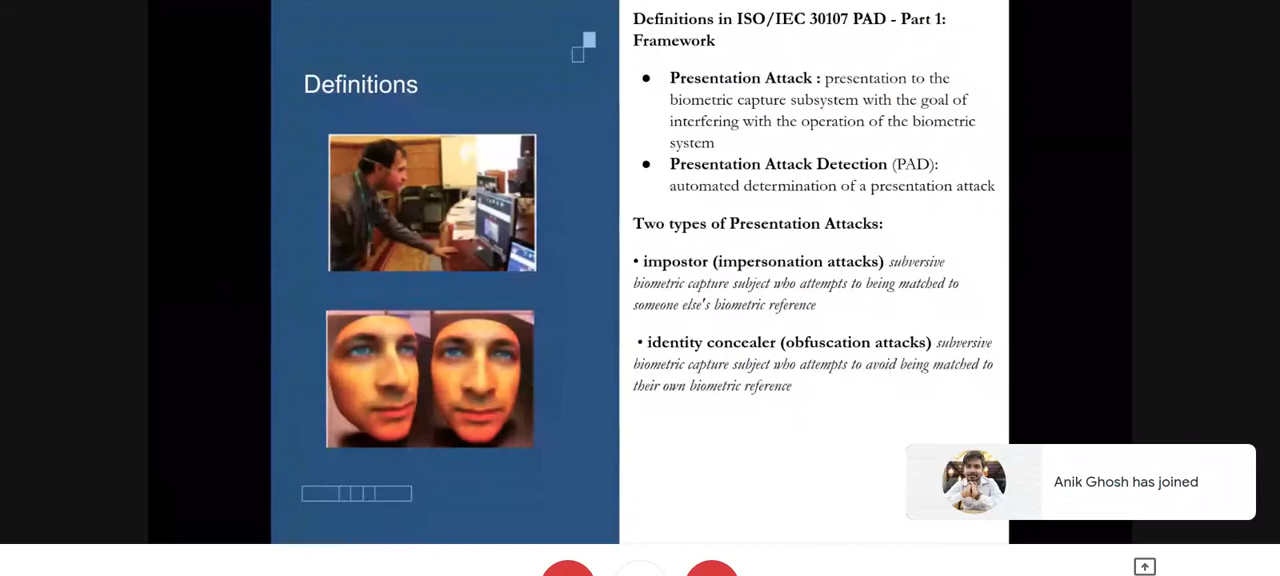 Definitions
Definitions in ISO/IEC 30107 PAD - Part 1:
Framework
● Presentation Attack : presentation to the
biometric capture subsystem with the goal of
interfering with the operation of the biometric
system
● Presentation Attack Detection (PAD):
automated determination of a presentation attack
Two types of Presentation Attacks:
• impostor (impersonation attacks) subversive
biometric capture subject who attempts to being matched to
someone else's biometric reference
• identity concealer (obfuscation attacks) subversive
biometric capture subject who attempts to avoid being matched to
their own biometric reference
Anik Ghosh has joined